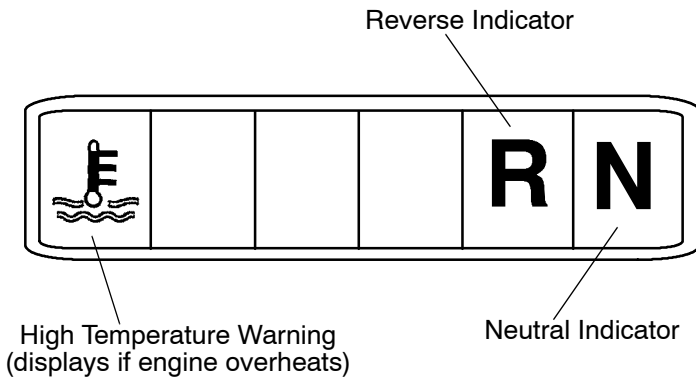 Reverse Indicator
R N
High Temperature Warning
(displays if engine overheats)
Neutral Indicator